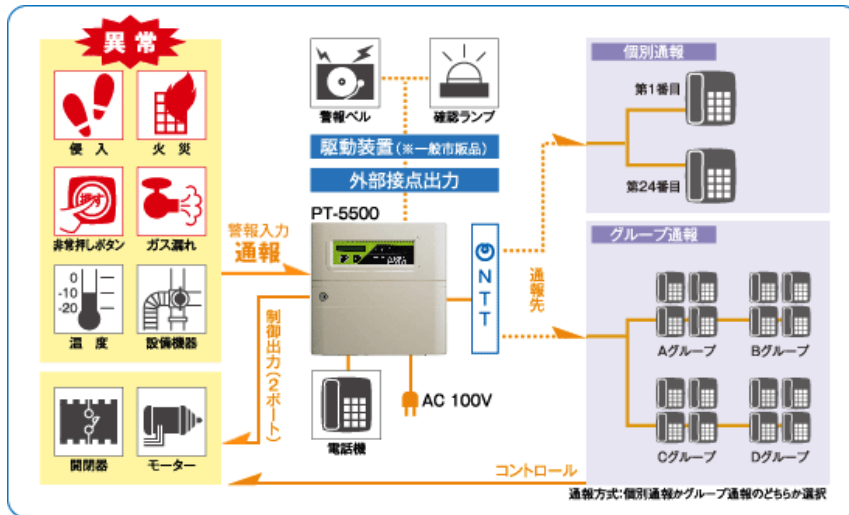 異常
侵入
火災
押す
非常押しボタン
ガス漏れ
0
-10
-20
温度
設備機器
開閉器
モーター
警報ベル
確認ランプ
駆動装置(※一般市販品)
外部接点出力
PT-5500
警報入力
通報
制御出力(2ポート)
電話機
AC 100V
NTT
通報先
コントロール
個別通報
第1番目
第24番目
グループ通報
Aグループ
Bグループ
Cグループ
Dグループ
通報方式:個別通報かグループ通報のどちらか選択